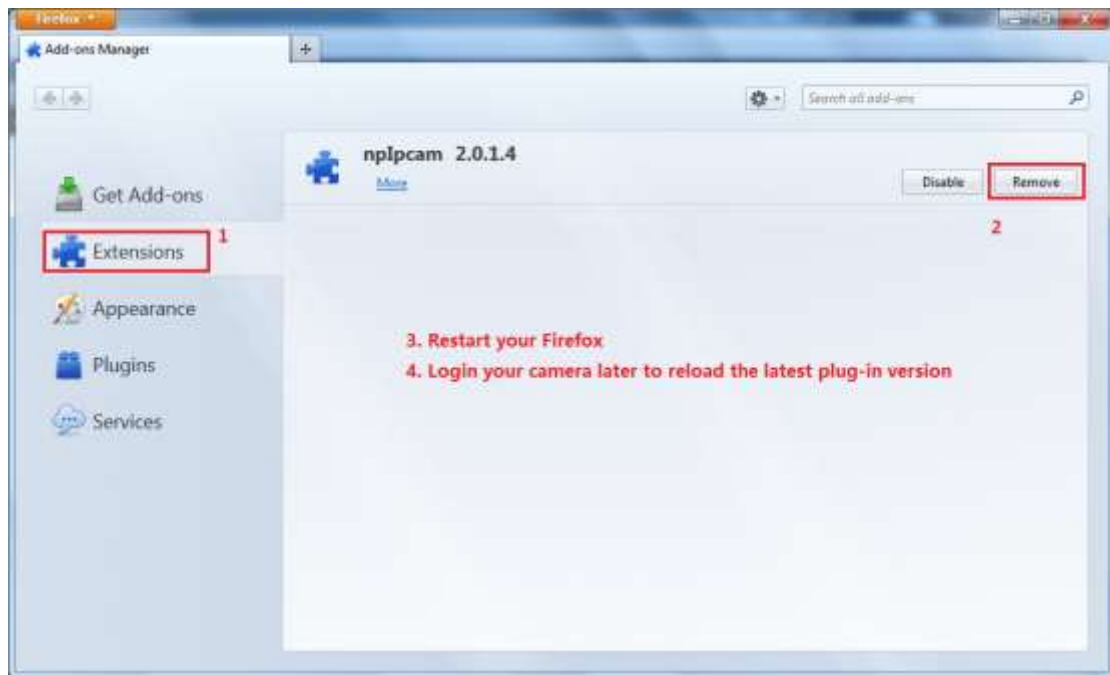 Firefox
Add-ons Manager
Search all add-ons
npIpcam 2.0.1.4
More
Disable
Remove
Get Add-ons
2
Extensions
1
Appearance
3. Restart your Firefox
Plugins
4. Login your camera later to reload the latest plug-in version
Services